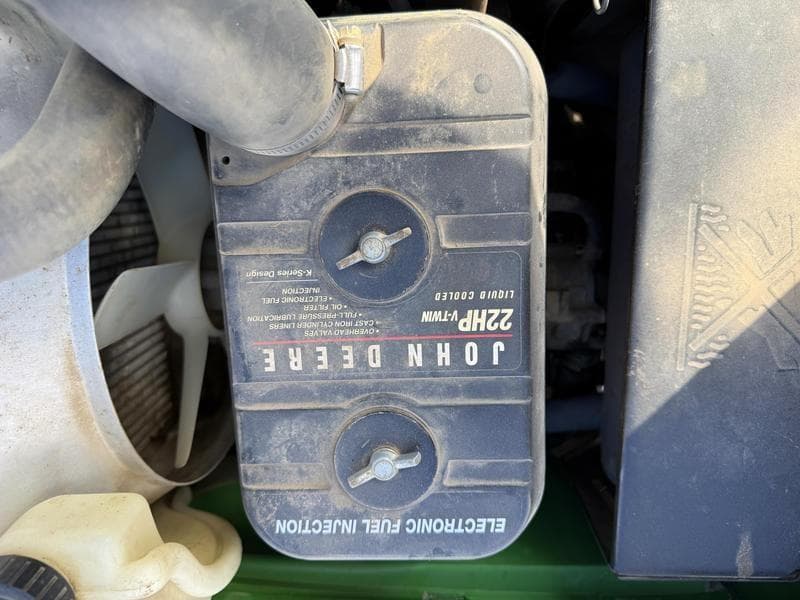 ELECTRONIC FUEL INJECTION
JOHN DEERE
22HP V-TWIN
LIQUID COOLED
• OVERHEAD VALVES
• CAST IRON CYLINDER LINERS
• FULL-PRESSURE LUBRICATION
• OIL FILTER
• ELECTRONIC FUEL
INJECTION
K-Series Design